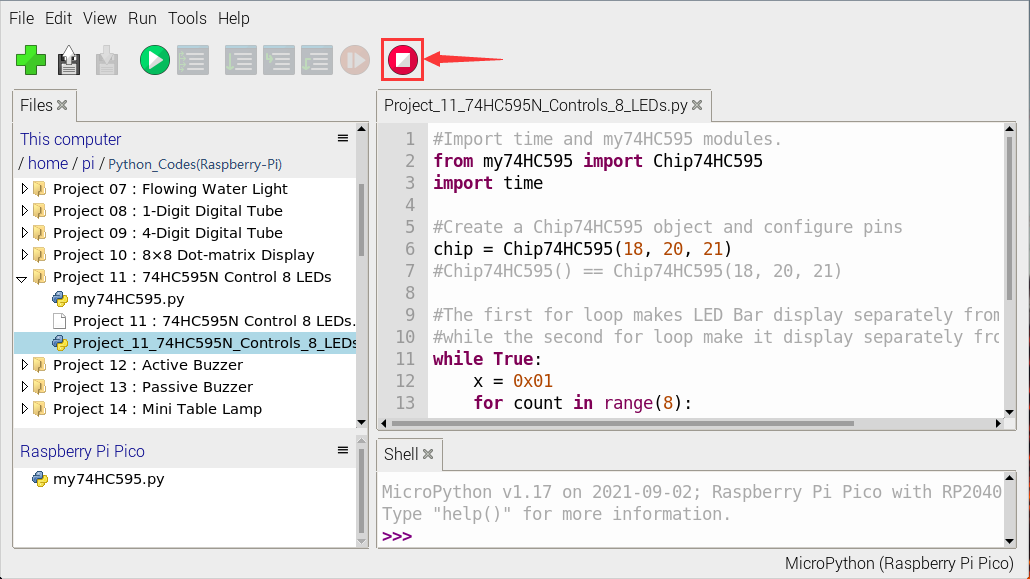 File Edit View Run Tools Help
Files
This computer
/ home / pi / Python_Codes(Raspberry-Pi)
Project 07 : Flowing Water Light
Project 08 : 1-Digit Digital Tube
Project 09 : 4-Digit Digital Tube
Project 10 : 8×8 Dot-matrix Display
Project 11 : 74HC595N Control 8 LEDs
my74HC595.py
Project 11 : 74HC595N Control 8 LEDs.
Project_11_74HC595N_Controls_8_LEDs
Project 12 : Active Buzzer
Project 13 : Passive Buzzer
Project 14 : Mini Table Lamp
Raspberry Pi Pico
my74HC595.py
Project_11_74HC595N_Controls_8_LEDs.py
1 #Import time and my74HC595 modules.
2 from my74HC595 import Chip74HC595
3 import time
4
5 #Create a Chip74HC595 object and configure pins
6 chip = Chip74HC595(18, 20, 21)
7 #Chip74HC595() == Chip74HC595(18, 20, 21)
8
9 #The first for loop makes LED Bar display separately from
10 #while the second for loop make it display separately fro
11 while True:
12 x = 0x01
13 for count in range(8):
Shell
MicroPython v1.17 on 2021-09-02; Raspberry Pi Pico with RP2040
Type "help()" for more information.
>>>
MicroPython (Raspberry Pi Pico)